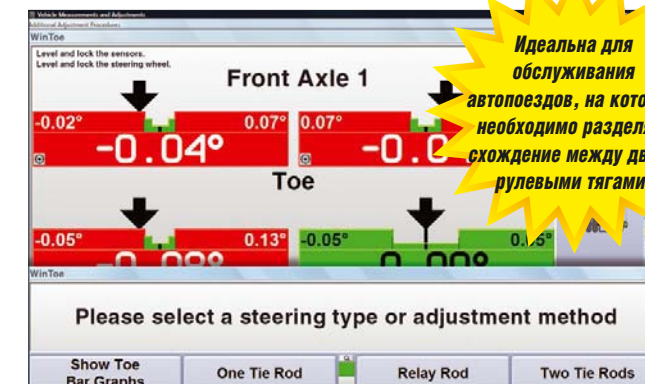 Vehicle Measurements and Adjustments
Additional Adjustment Procedures
WinToe
Level and lock the sensors.
Level and lock the steering wheel.
Front Axle 1
-0.02° 0.07° 0.07°
-0.04°
Toe
-0.05° 0.13° -0.05°
WinToe
Please select a steering type or adjustment method
Show Toe
Bar Graphs
One Tie Rod
Relay Rod
Two Tie Rods
Идеальна для
обслуживания
автопоездов, на
необходимо
схождение между
рулевыми тягами